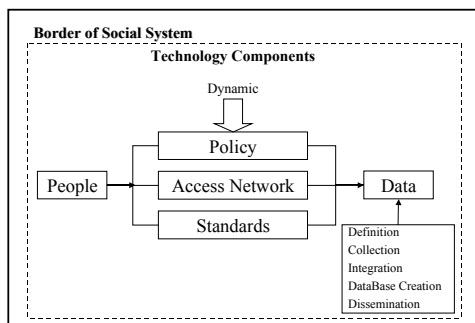 Border of Social System
Technology Components
Dynamic
Policy
People
Access Network
Data
Standards
Definition
Collection
Integration
DataBase Creation
Dissemination